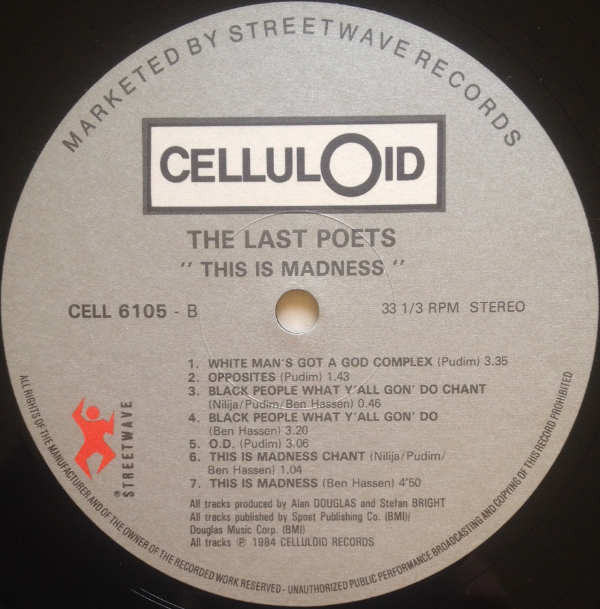 MARKETED BY STREETWAVE RECORDS
CELLULOID
THE LAST POETS
" THIS IS MADNESS "
CELL 6105 - B
33 1/3 RPM STEREO
1. WHITE MAN'S GOT A GOD COMPLEX (Pudim) 3.35
2. OPPOSITES (Pudim) 1.43
3. BLACK PEOPLE WHAT Y'ALL GON' DO CHANT
(Nilija/Pudim/Ben Hassen) 0.46
4. BLACK PEOPLE WHAT Y'ALL GON' DO
(Ben Hassen) 3.20
5. O.D. (Pudim) 3.06
6. THIS IS MADNESS CHANT (Nilija/Pudim/
Ben Hassen) 1.04
7. THIS IS MADNESS (Ben Hassen) 4'50
® STREETWAVE
All tracks produced by Alan DOUGLAS and Stefan BRIGHT
All tracks published by Spoet Publishing Co. (BMI)/
Douglas Music Corp. (BMI)
All tracks ℗ 1984 CELLULOID RECORDS
ALL RIGHTS OF THE MANUFACTURER AND OF THE OWNER OF THE RECORDED WORK RESERVED - UNAUTHORIZED PUBLIC PERFORMANCE BROADCASTING AND COPYING OF THIS RECORD PROHIBITED